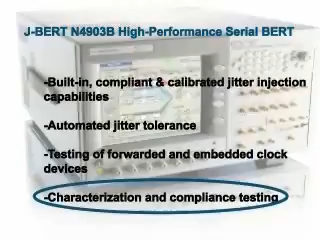 J-BERT N4903B High-Performance Serial BERT
-Built-in, compliant & calibrated jitter injection
capabilities
-Automated jitter tolerance
-Testing of forwarded and embedded clock
devices
-Characterization and compliance testing